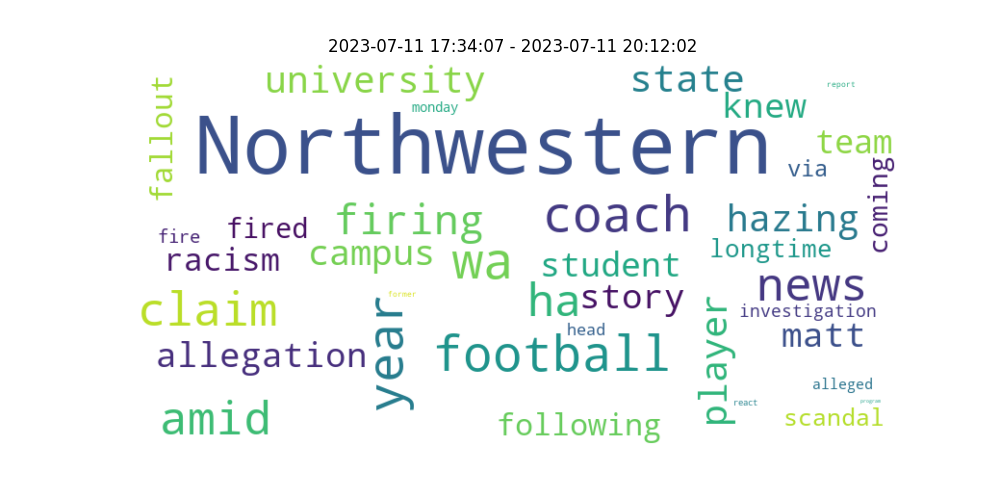 2023-07-11 17:34:07 - 2023-07-11 20:12:02
university
state
report
fallout
monday
knew
Northwestern
team
via
coming
firing
coach
hazing
fire
fired
racism
campus
wa
student
longtime
claim
former
year
ha
story
news
investigation
player
head
matt
allegation
football
alleged
amid
following
react
program
scandal